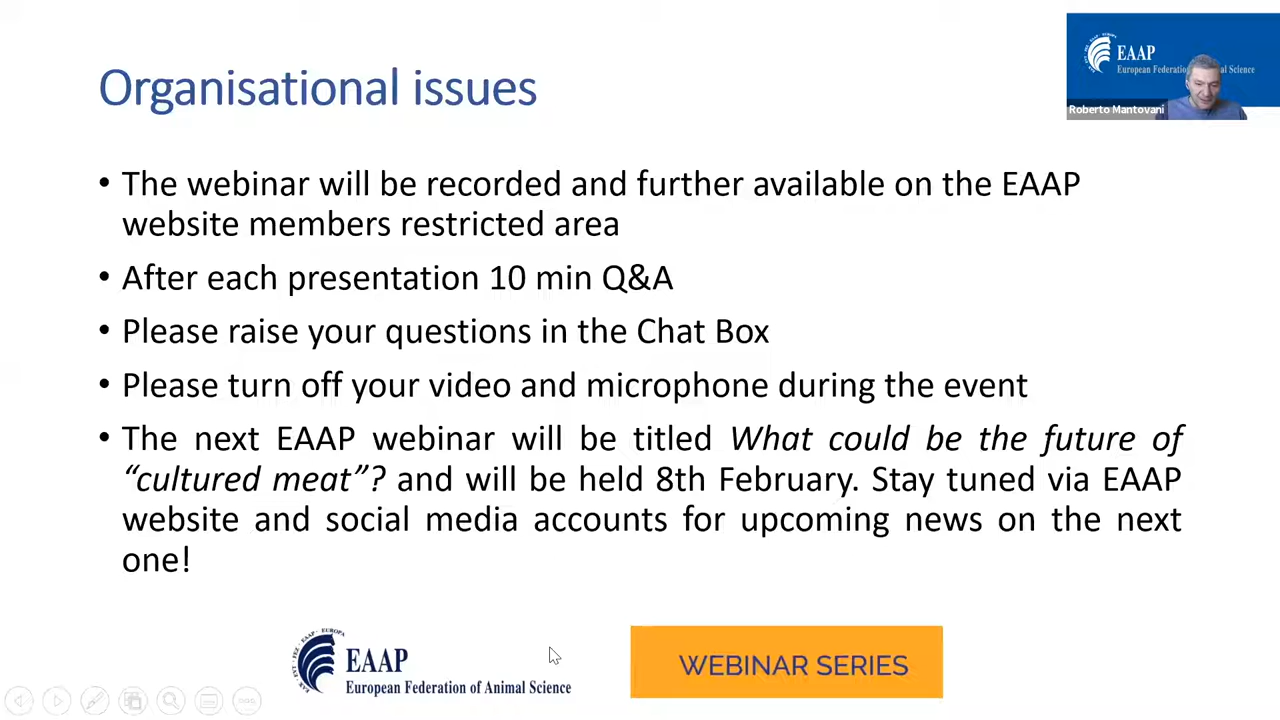 Organisational issues
EAAP
European Federation of Animal Science
Roberto Mantovani
• The webinar will be recorded and further available on the EAAP
website members restricted area
• After each presentation 10 min Q&A
• Please raise your questions in the Chat Box
• Please turn off your video and microphone during the event
• The next EAAP webinar will be titled What could be the future of
“cultured meat”? and will be held 8th February. Stay tuned via EAAP
website and social media accounts for upcoming news on the next
one!
EAAP
European Federation of Animal Science
WEBINAR SERIES